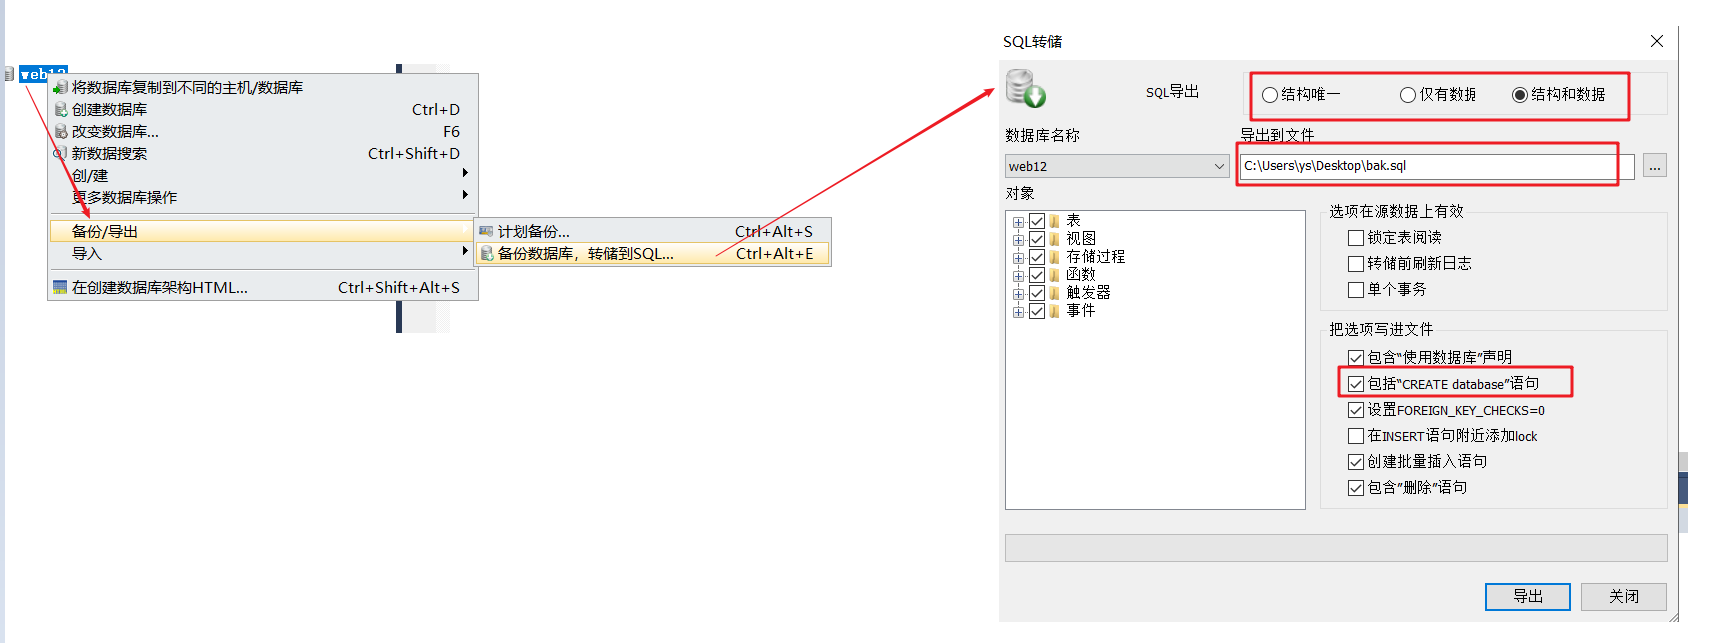 web12
将数据库复制到不同的主机/数据库
创建数据库 Ctrl+D
改变数据库... F6
新数据搜索 Ctrl+Shift+D
创/建
更多数据库操作
备份/导出
导入
在创建数据库架构HTML... Ctrl+Shift+Alt+S
计划备份... Ctrl+Alt+S
备份数据库，转储到SQL... Ctrl+Alt+E
SQL转储
SQL导出
结构唯一 仅有数据 结构和数据
数据库名称
web12
导出到文件
C:\Users\ys\Desktop\bak.sql
...
对象
表
视图
存储过程
函数
触发器
事件
选项在源数据上有效
锁定表阅读
转储前刷新日志
单个事务
把选项写进文件
包含“使用数据库”声明
包括“CREATE database”语句
设置FOREIGN_KEY_CHECKS=0
在INSERT语句附近添加lock
创建批量插入语句
包含”删除”语句
导出 关闭